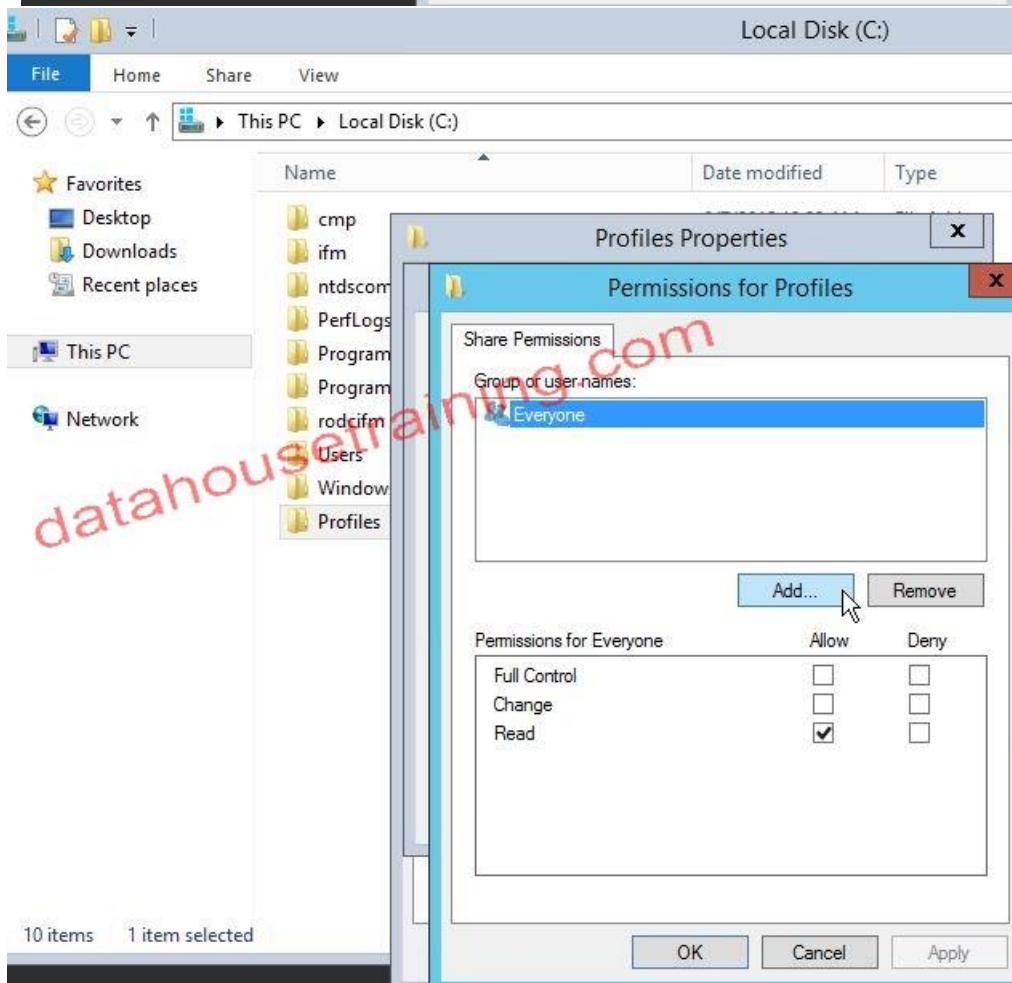 Local Disk (C:)
File Home Share View
This PC Local Disk (C:)
Name Date modified Type
Favorites
Desktop
Downloads
Recent places
This PC
Network
cmp
ifm
ntdscom
PerfLogs
Program
Program
rodcifm
Users
Window
Profiles
Profiles Properties
x
Permissions for Profiles
x
Share Permissions
Group or user names:
Everyone
Add... Remove
Permissions for Everyone Allow Deny
Full Control
Change
Read
OK Cancel Apply
10 items 1 item selected
datahousetraining.com